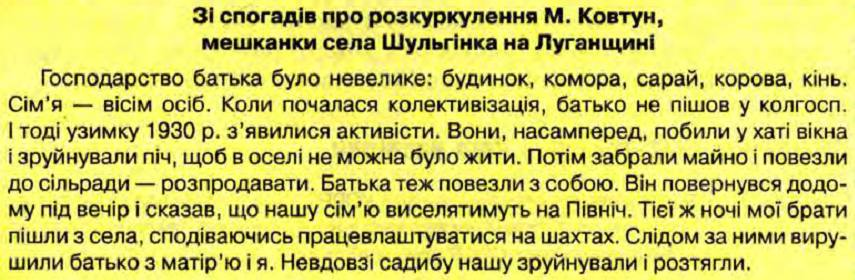 Зі спогадів про розкуркулення М. Ковтун,
мешканки села Шульгінка на Луганщині
Господарство батька було невелике: будинок, комора, сарай, корова, кінь.
Сім’я — вісім осіб. Коли почалася колективізація, батько не пішов у колгосп.
І тоді узимку 1930 р. з’явилися активісти. Вони, насамперед, побили у хаті вікна
і зруйнували піч, щоб в оселі не можна було жити. Потім забрали майно і повезли
до сільради — розпродавати. Батька теж повезли з собою. Він повернувся додо-
му під вечір і сказав, що нашу сім’ю виселятимуть на Північ. Тієї ж ночі мої брати
пішли з села, сподіваючись працевлаштуватися на шахтах. Слідом за ними виру-
шили батько з матір’ю і я. Невдовзі садибу нашу зруйнували і розтягли.